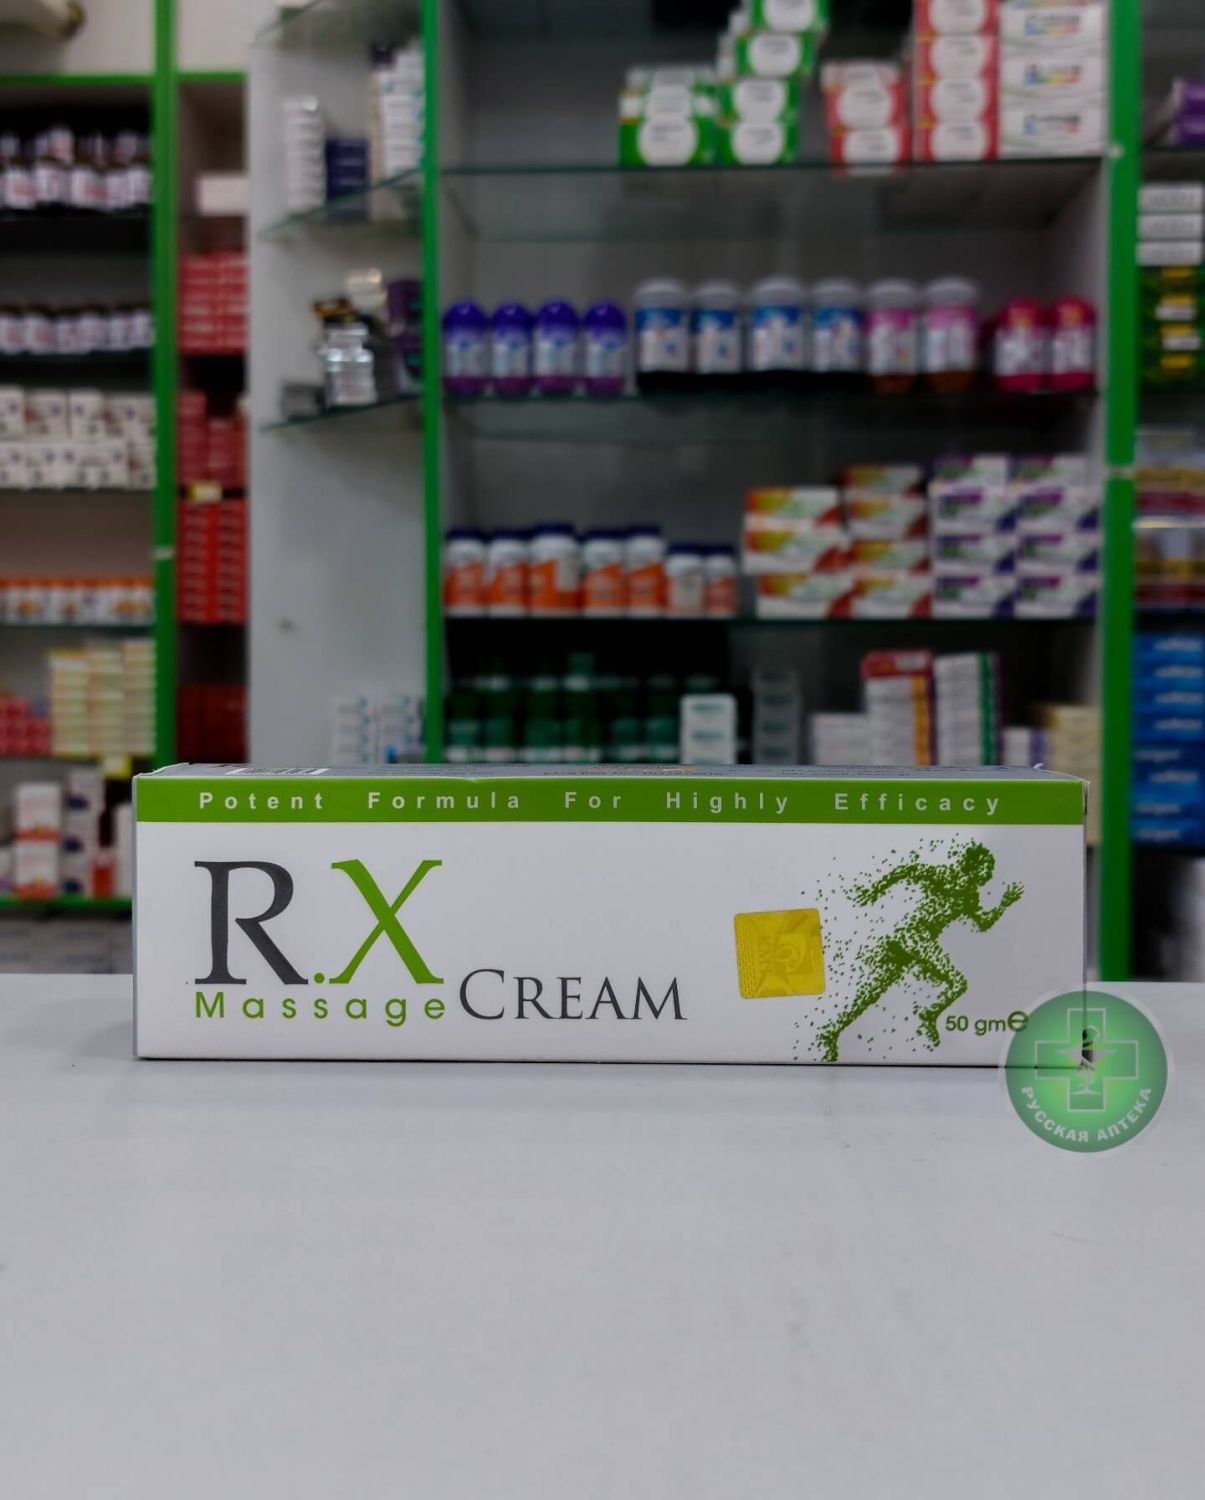 Potent Formula For Highly Efficacy
R.X
Massage CREAM
50 gm e
РУССКАЯ АПТЕКА